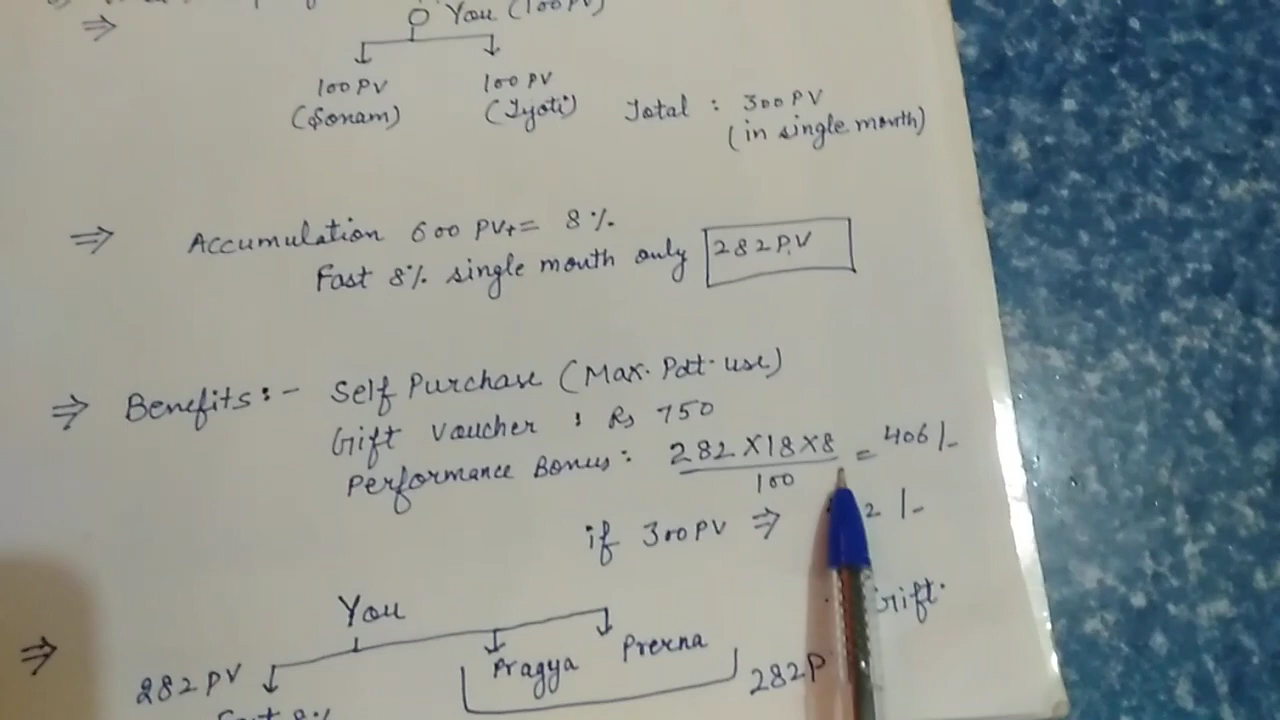 ⇒ You (100 PV)
100 PV 100 PV
(Sonam) (Jyoti) Total : 300 PV
(in single month)
⇒ Accumulation 600 PV+ = 8%
Fast 8% single month only 282 P.V
⇒ Benefits :- Self Purchase (Max. Pdt. use)
Gift Voucher : Rs 750
Performance Bonus : 282 X 18 X 8 = 406/-
100
if 300 PV ⇒ 2/-
You
⇒ Pragya Prerna
282 PV 282 P
8%